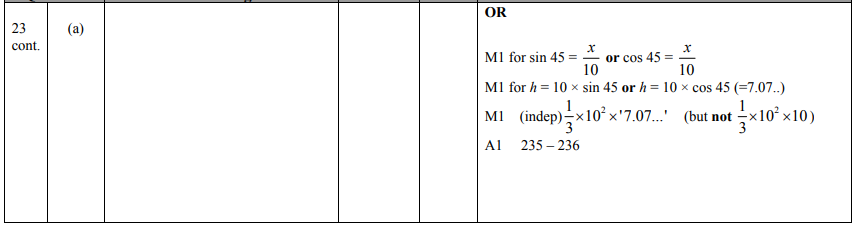 23 cont.
(a)
OR
M1 for sin 45 = x/10 or cos 45 = x/10
M1 for h = 10 × sin 45 or h = 10 × cos 45 (=7.07..)
M1 (indep) 1/3 ×10² ×'7.07...' (but not 1/3 ×10² ×10)
A1 235 – 236